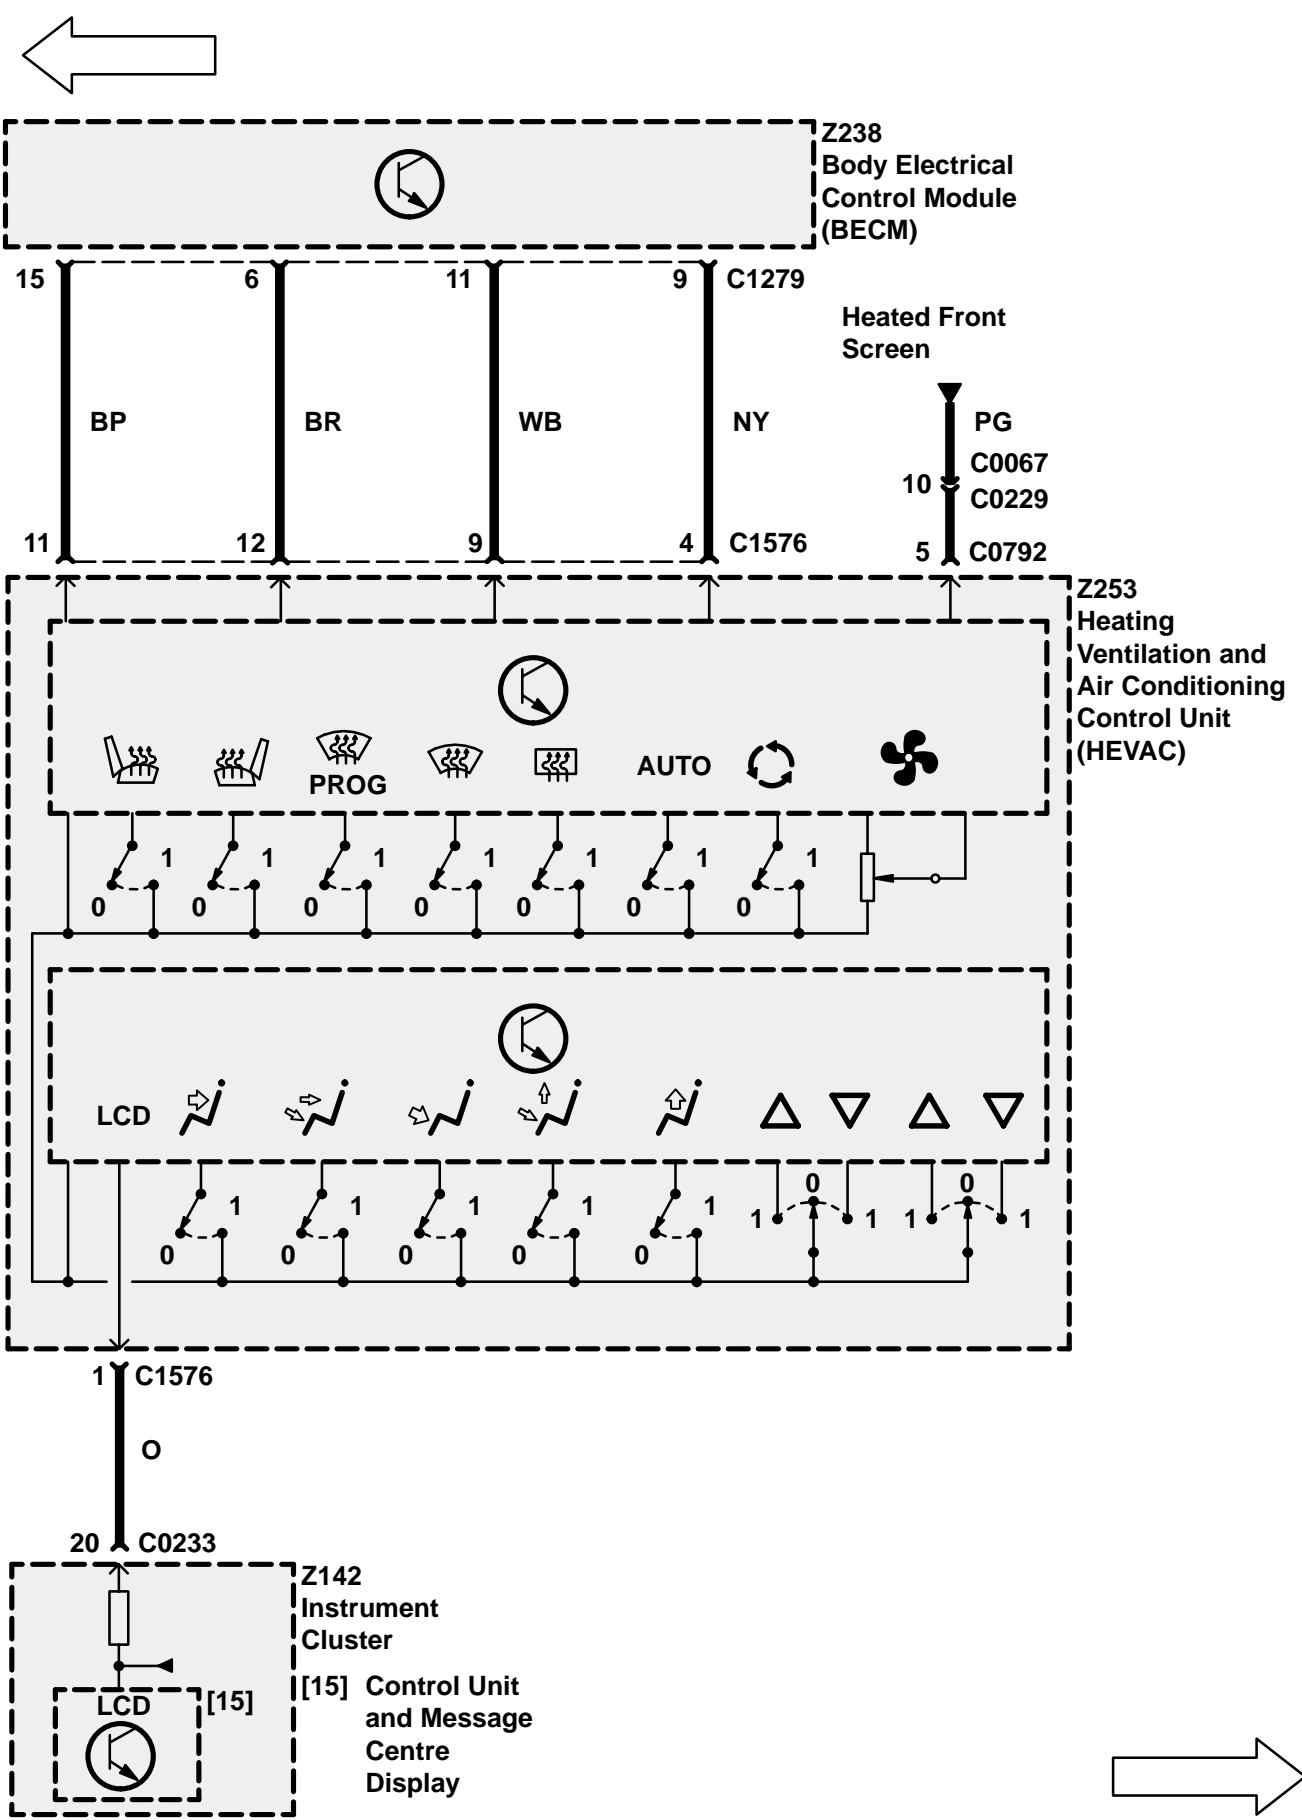 Z238
Body Electrical
Control Module
(BECM)
15 6 11 9 C1279
Heated Front
Screen
BP BR WB NY PG
C0067
10
C0229
11 12 9 4 C1576
5 C0792
Z253
Heating
Ventilation and
Air Conditioning
Control Unit
(HEVAC)
PROG AUTO
1 1 1 1 1 1 1
0 0 0 0 0 0 0
LCD
0 0
1 1 1 1 1 1 1 1 1
0 0 0 0 0
1 C1576
O
20 C0233
Z142
Instrument
Cluster
[15] Control Unit
and Message
Centre
Display
LCD [15]